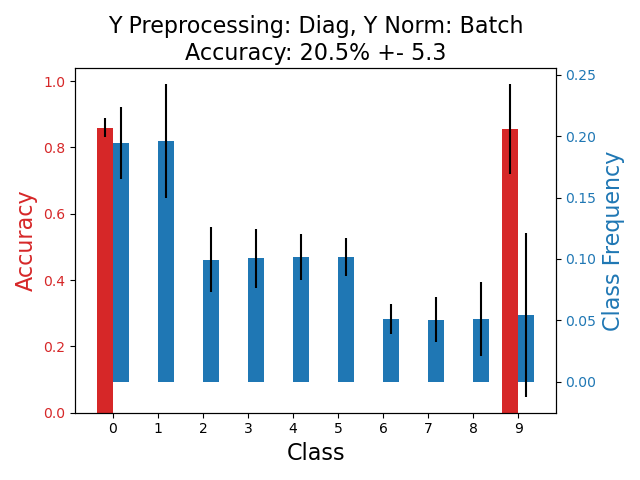 Y Preprocessing: Diag, Y Norm: Batch
Accuracy: 20.5% +- 5.3
1.0
0.8
0.6
0.4
0.2
0.0
Accuracy
0.25
0.20
0.15
0.10
0.05
0.00
Class Frequency
0 1 2 3 4 5 6 7 8 9
Class